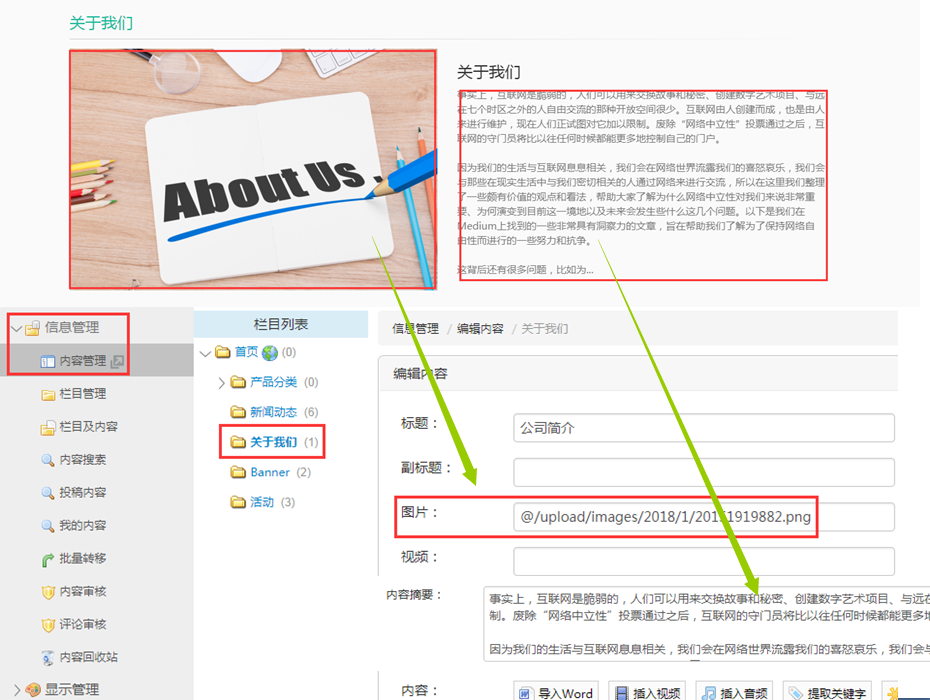 关于我们
About Us.
关于我们
事实上，互联网是脆弱的，人们可以用来交换故事和秘密、创建数字艺术项目、与远
在七个时区之外的人自由交流的那种开放空间很少。互联网由人创建而成，也是由人
来进行维护，现在人们正试图对它加以限制。废除“网络中立性”投票通过之后，互
联网的守门员将比以往任何时候都能更多地控制自己的门户。
因为我们的生活与互联网息息相关，我们会在网络世界流露我们的喜怒哀乐，我们会
与那些在现实生活中与我们密切相关的人通过网络来进行交流，所以在这里我们整理
了一些颇有价值的观点和看法，帮助大家了解为什么网络中立性对我们来说非常重
要、为何演变到目前这一境地以及未来会发生些什么这几个问题。以下是我们在
Medium上找到的一些非常具有洞察力的文章，旨在帮助我们了解为了保持网络自
由性而进行的一些努力和抗争。
这背后还有很多问题，比如为...
信息管理
内容管理
栏目管理
栏目及内容
内容搜索
投稿内容
我的内容
批量转移
内容审核
评论审核
内容回收站
显示管理
栏目列表
首页 (0)
产品分类 (0)
新闻动态 (6)
关于我们 (1)
Banner (2)
活动 (3)
信息管理 / 编辑内容 / 关于我们
编辑内容
标题： 公司简介
副标题：
图片： @/upload/images/2018/1/20151919882.png
视频：
内容摘要： 事实上，互联网是脆弱的，人们可以用来交换故事和秘密、创建数字艺术项目、与远在
制。废除“网络中立性”投票通过之后，互联网的守门员将比以往任何时候都能更多地
因为我们的生活与互联网息息相关，我们会在网络世界流露我们的喜怒哀乐，我们会与
内容： 导入Word 插入视频 插入音频 提取关键字